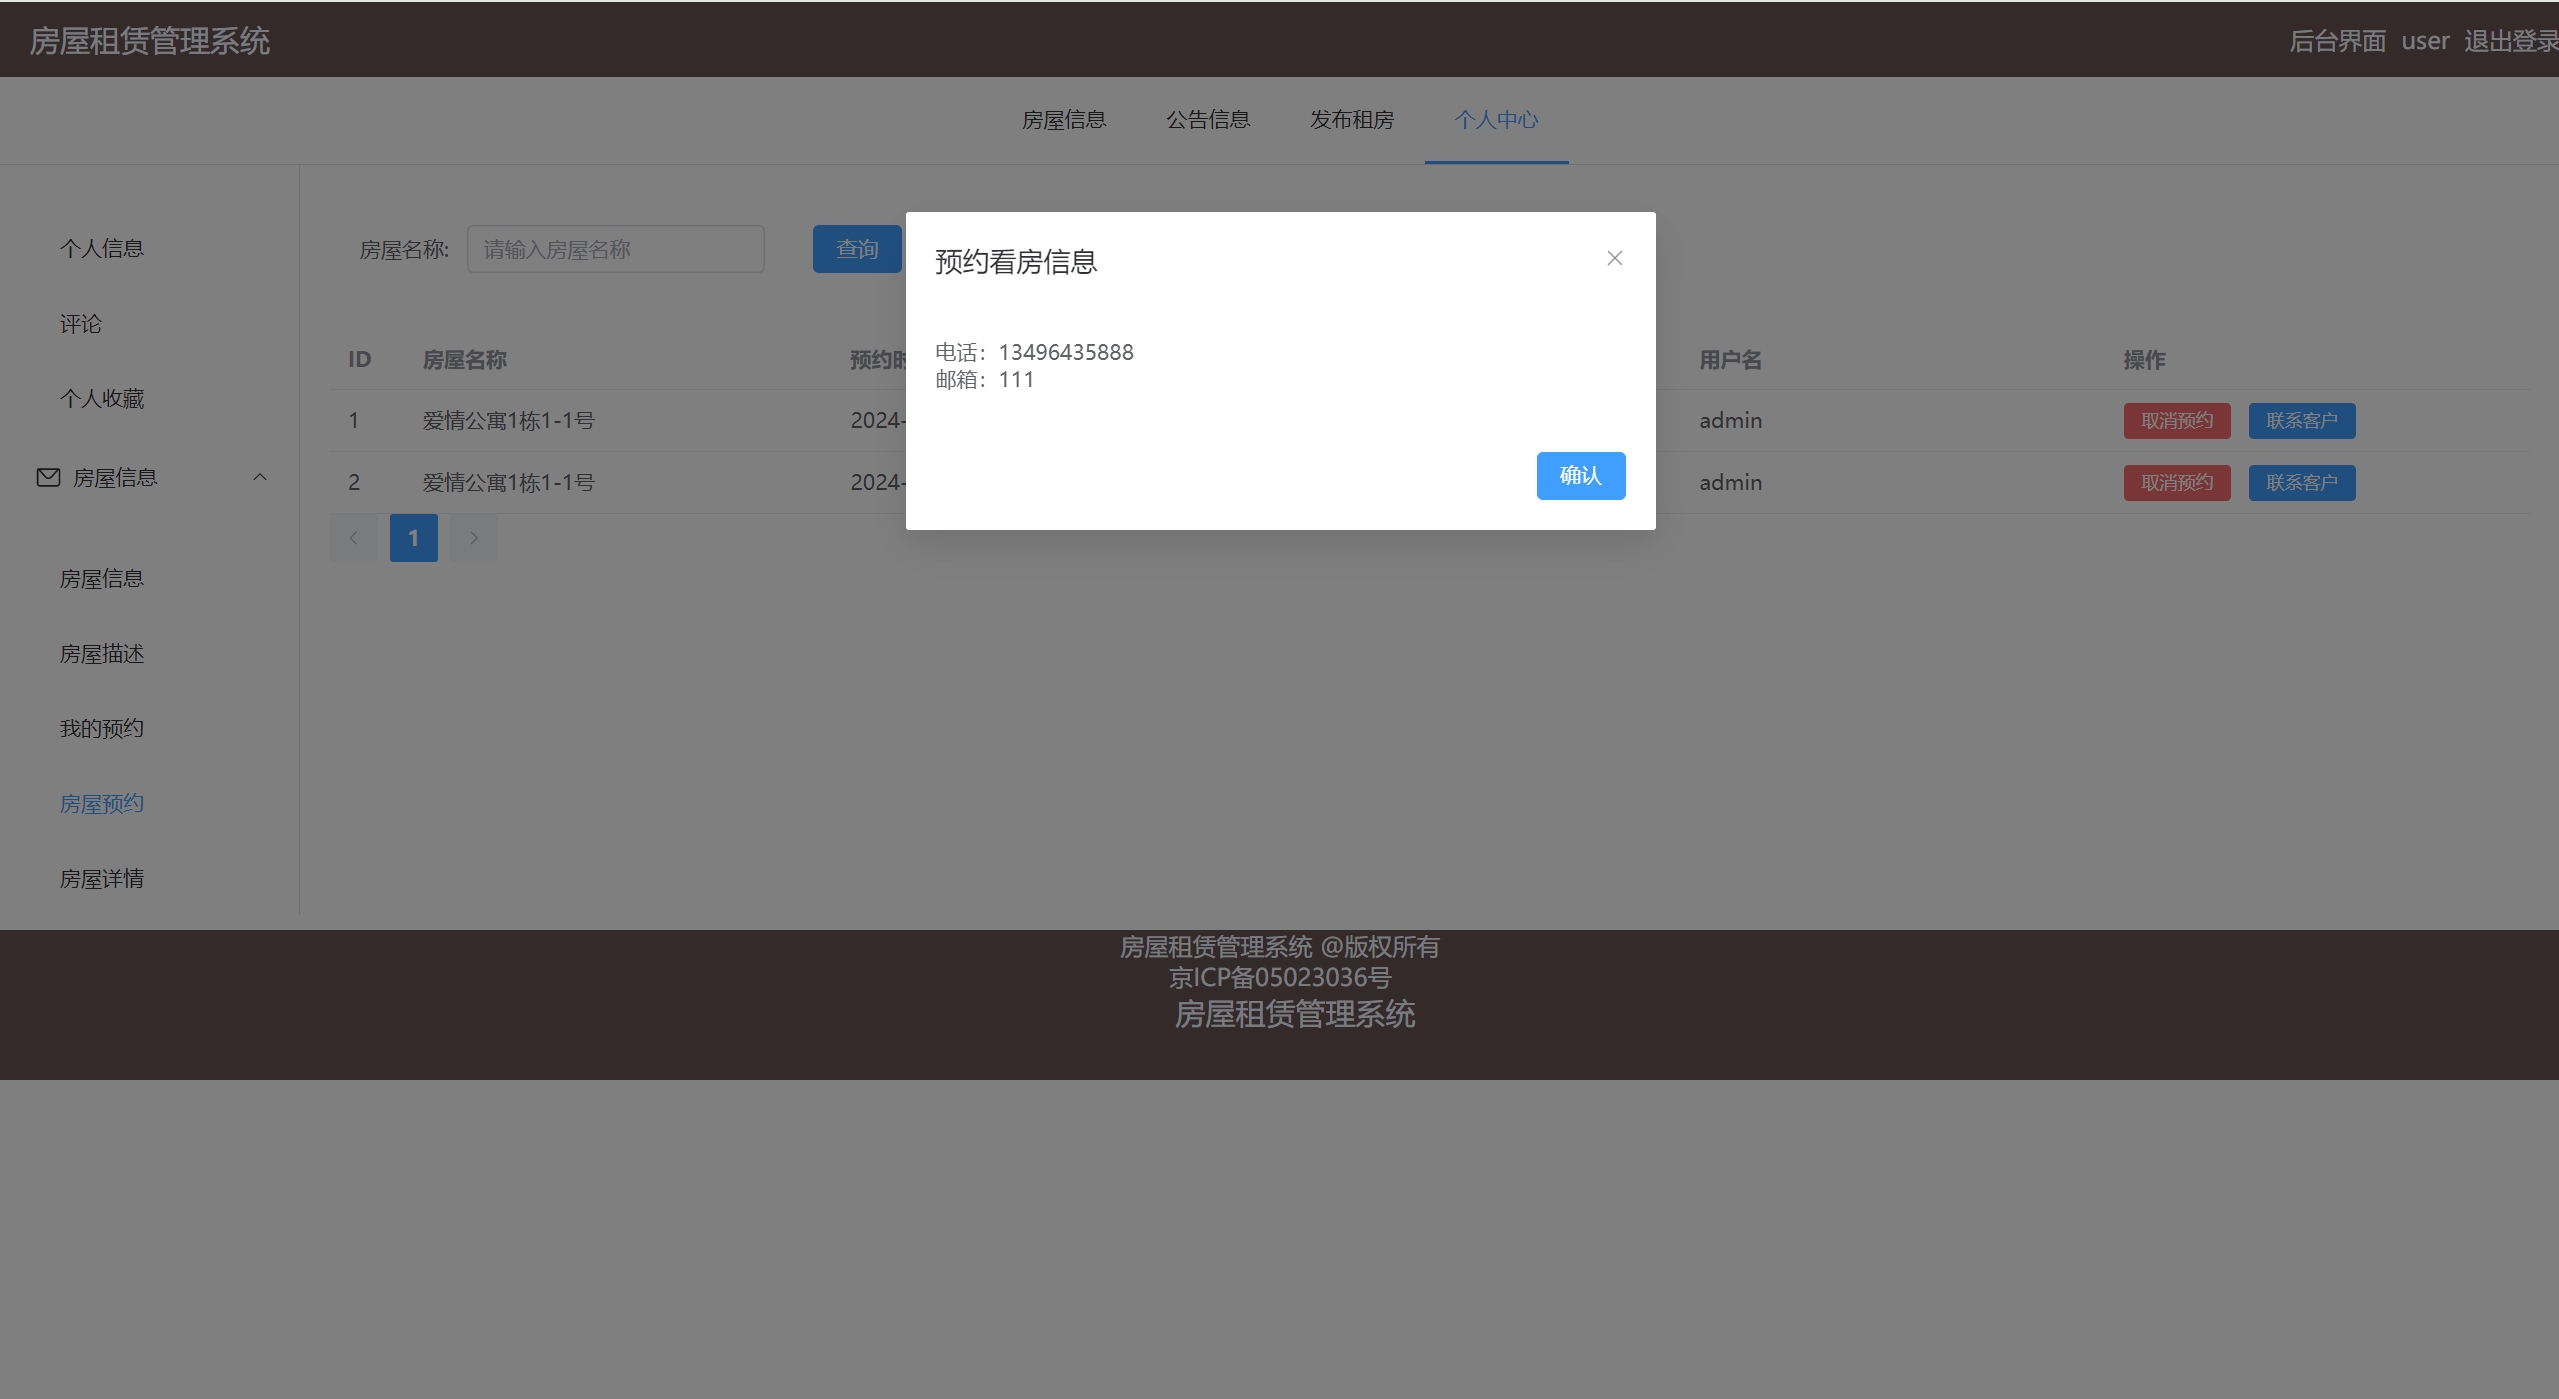 房屋租赁管理系统
后台界面 user 退出登录
房屋信息 公告信息 发布租房 个人中心
个人信息
评论
个人收藏
房屋信息
房屋信息
房屋描述
我的预约
房屋预约
房屋详情
房屋名称: 请输入房屋名称 查询
预约看房信息
电话：13496435888
邮箱：111
确认
ID 房屋名称 预约时 用户名 操作
1 爱情公寓1栋1-1号 2024- admin 取消预约 联系客户
2 爱情公寓1栋1-1号 2024- admin 取消预约 联系客户
1
房屋租赁管理系统 @版权所有
京ICP备05023036号
房屋租赁管理系统